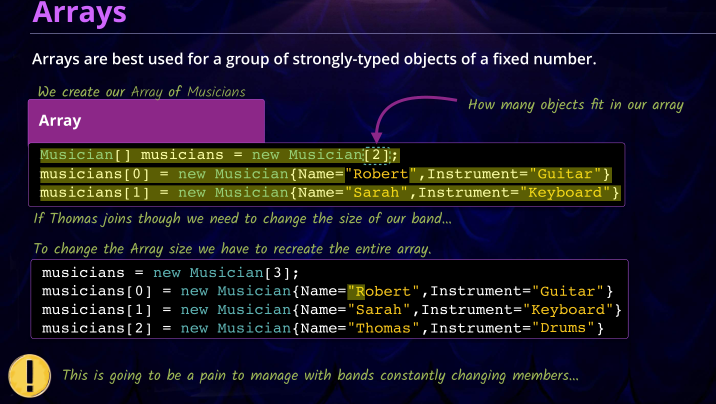 Arrays
Arrays are best used for a group of strongly-typed objects of a fixed number.
We create our Array of Musicians
How many objects fit in our array
Array
Musician[] musicians = new Musician[2];
musicians[0] = new Musician{Name="Robert",Instrument="Guitar"}
musicians[1] = new Musician{Name="Sarah",Instrument="Keyboard"}
If Thomas joins though we need to change the size of our band...
To change the Array size we have to recreate the entire array.
musicians = new Musician[3];
musicians[0] = new Musician{Name="Robert",Instrument="Guitar"}
musicians[1] = new Musician{Name="Sarah",Instrument="Keyboard"}
musicians[2] = new Musician{Name="Thomas",Instrument="Drums"}
!
This is going to be a pain to manage with bands constantly changing members...